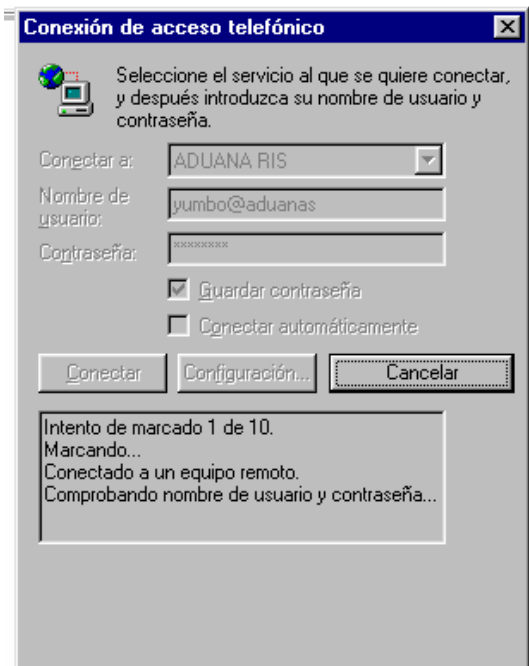 Conexión de acceso telefónico
Seleccione el servicio al que se quiere conectar,
y después introduzca su nombre de usuario y
contraseña.
Conectar a: ADUANA RIS
Nombre de
usuario: yumbo@aduanas
Contraseña: ********
Guardar contraseña
Conectar automáticamente
Conectar Configuración... Cancelar
Intento de marcado 1 de 10.
Marcando...
Conectado a un equipo remoto.
Comprobando nombre de usuario y contraseña...